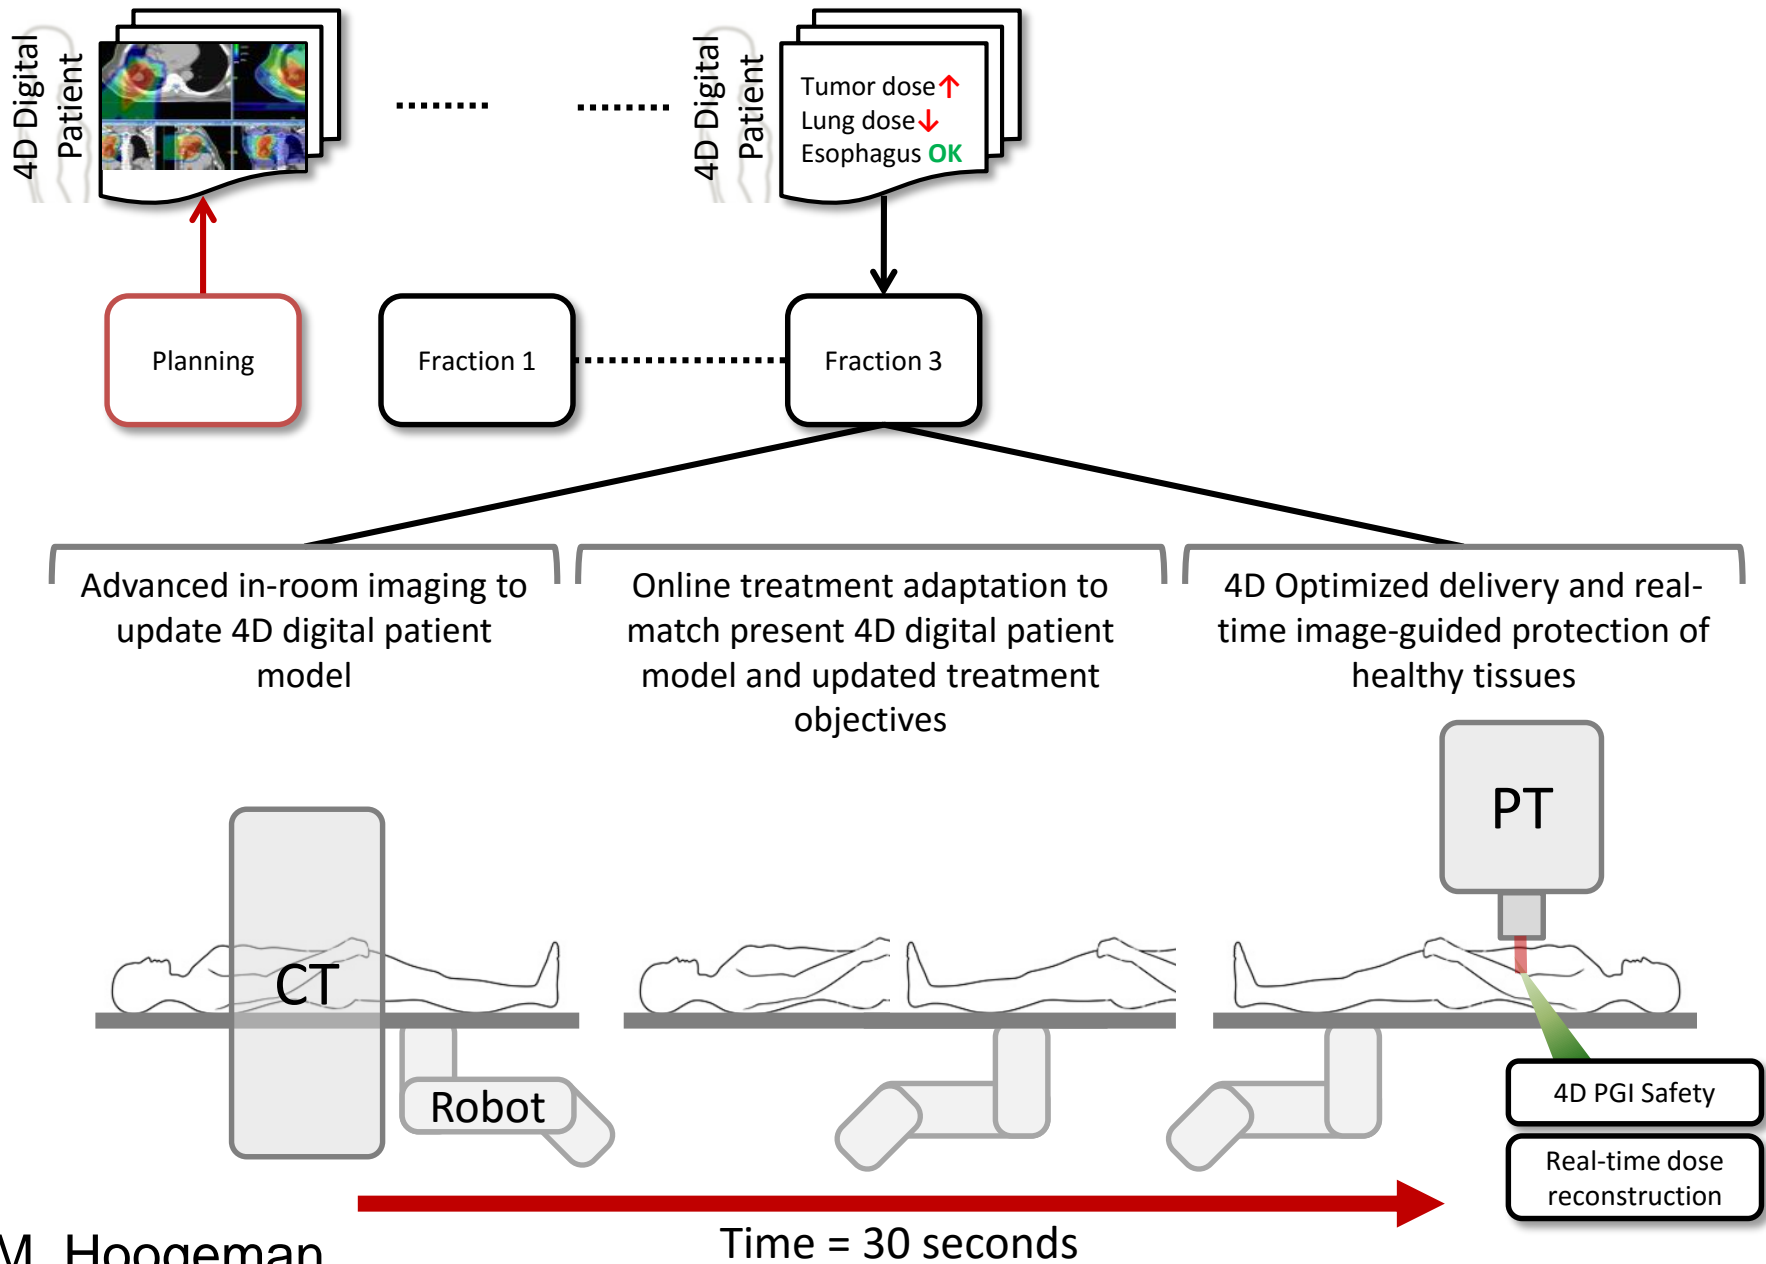 4D Digital
Patient
4D Digital
Patient
Tumor dose↑
Lung dose↓
Esophagus OK
Planning
Fraction 1
Fraction 3
Advanced in-room imaging to
update 4D digital patient
model
Online treatment adaptation to
match present 4D digital patient
model and updated treatment
objectives
4D Optimized delivery and real-
time image-guided protection of
healthy tissues
PT
CT
Robot
4D PGI Safety
Real-time dose
reconstruction
Time = 30 seconds
M. Hoogeman